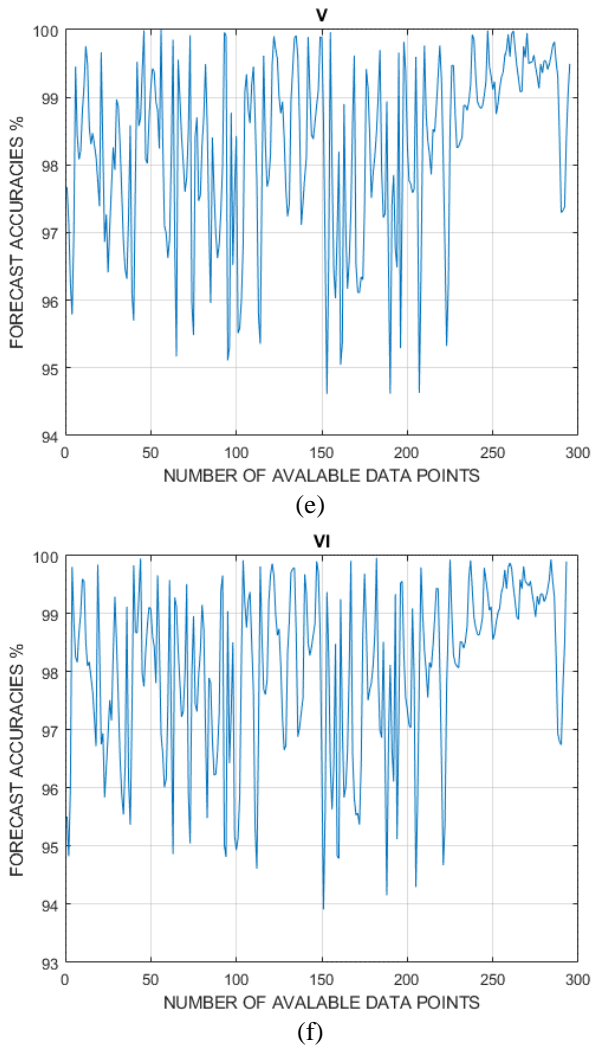 V
100
99
98
97
96
95
94
0 50 100 150 200 250 300
FORECAST ACCURACIES %
NUMBER OF AVALABLE DATA POINTS
(e)
VI
100
99
98
97
96
95
94
93
0 50 100 150 200 250 300
FORECAST ACCURACIES %
NUMBER OF AVALABLE DATA POINTS
(f)